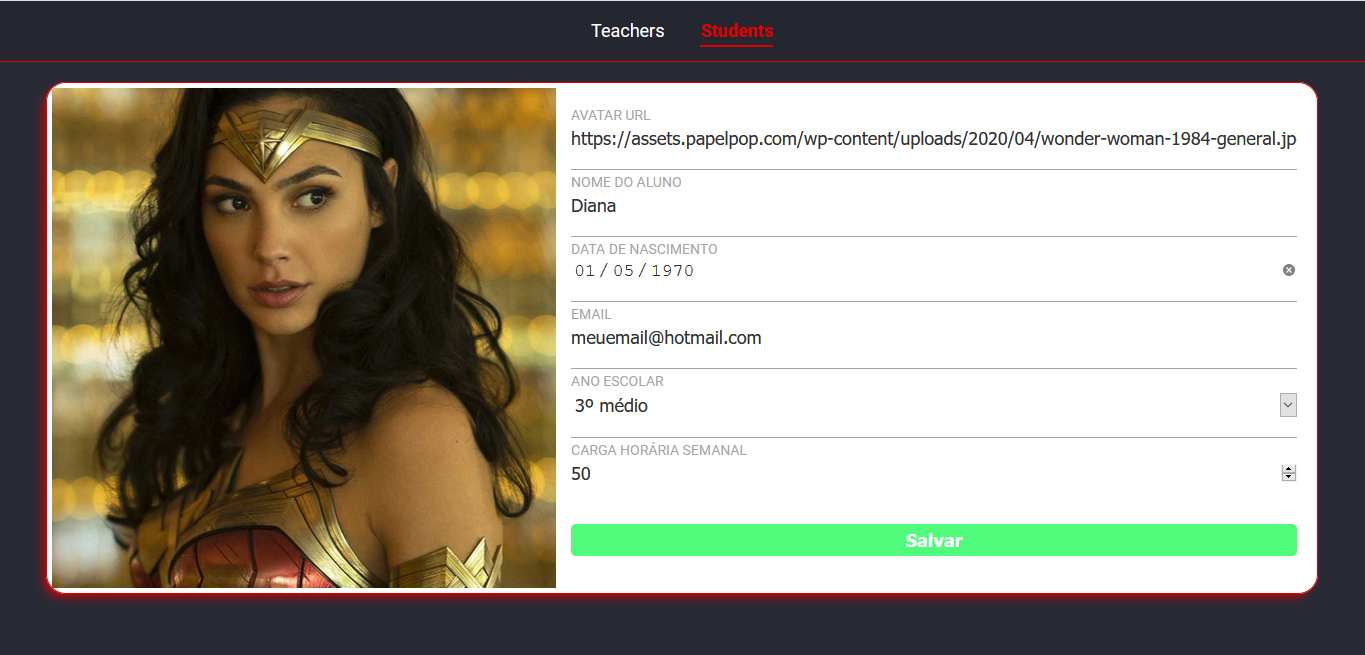 Teachers Students
AVATAR URL
https://assets.papelpop.com/wp-content/uploads/2020/04/wonder-woman-1984-general.jp
NOME DO ALUNO
Diana
DATA DE NASCIMENTO
01 / 05 / 1970
EMAIL
meuemail@hotmail.com
ANO ESCOLAR
3º médio
CARGA HORÁRIA SEMANAL
50
Salvar